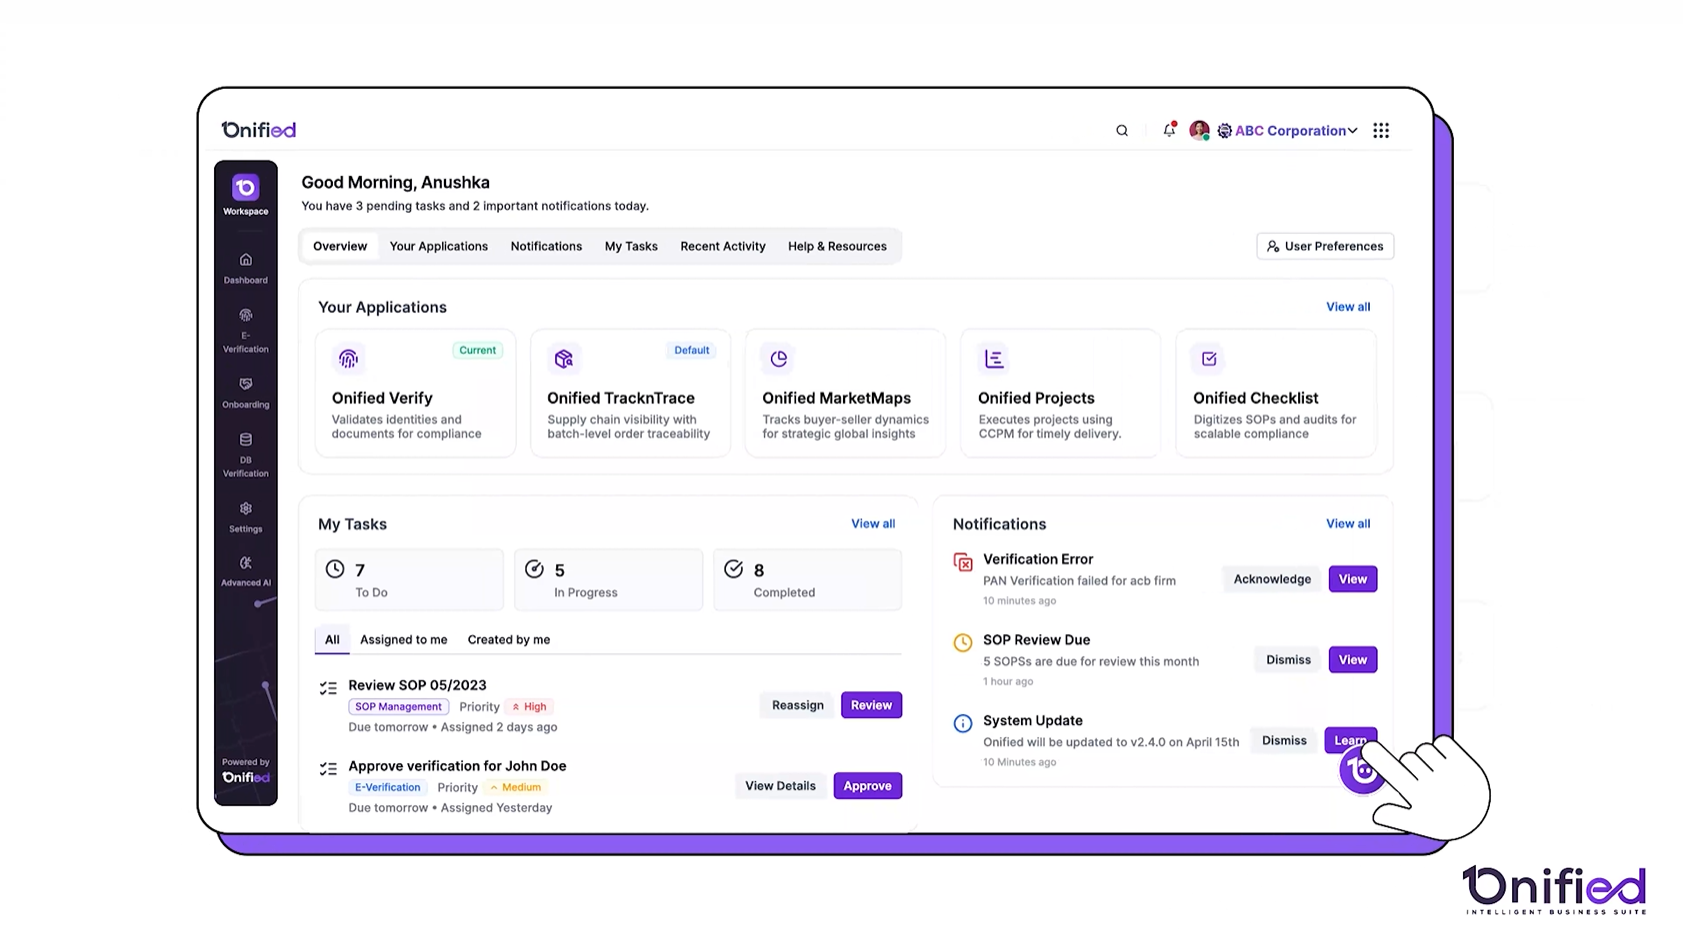 Onified
ABC Corporation
Workspace
Dashboard
E-
Verification
Onboarding
DB
Verification
Settings
Advanced AI
Powered by
Onified
Good Morning, Anushka
You have 3 pending tasks and 2 important notifications today.
Overview Your Applications Notifications My Tasks Recent Activity Help & Resources
User Preferences
Your Applications
View all
Current
Onified Verify
Validates identities and
documents for compliance
Default
Onified TracknTrace
Supply chain visibility with
batch-level order traceability
Onified MarketMaps
Tracks buyer-seller dynamics
for strategic global insights
Onified Projects
Executes projects using
CCPM for timely delivery.
Onified Checklist
Digitizes SOPs and audits for
scalable compliance
My Tasks
View all
7
To Do
5
In Progress
8
Completed
All Assigned to me Created by me
Review SOP 05/2023
SOP Management Priority High
Due tomorrow • Assigned 2 days ago
Reassign Review
Approve verification for John Doe
E-Verification Priority Medium
Due tomorrow • Assigned Yesterday
View Details Approve
Notifications
View all
Verification Error
PAN Verification failed for acb firm
10 minutes ago
Acknowledge View
SOP Review Due
5 SOPSs are due for review this month
1 hour ago
Dismiss View
System Update
Onified will be updated to v2.4.0 on April 15th
10 Minutes ago
Dismiss Learn
Onified
INTELLIGENT BUSINESS SUITE